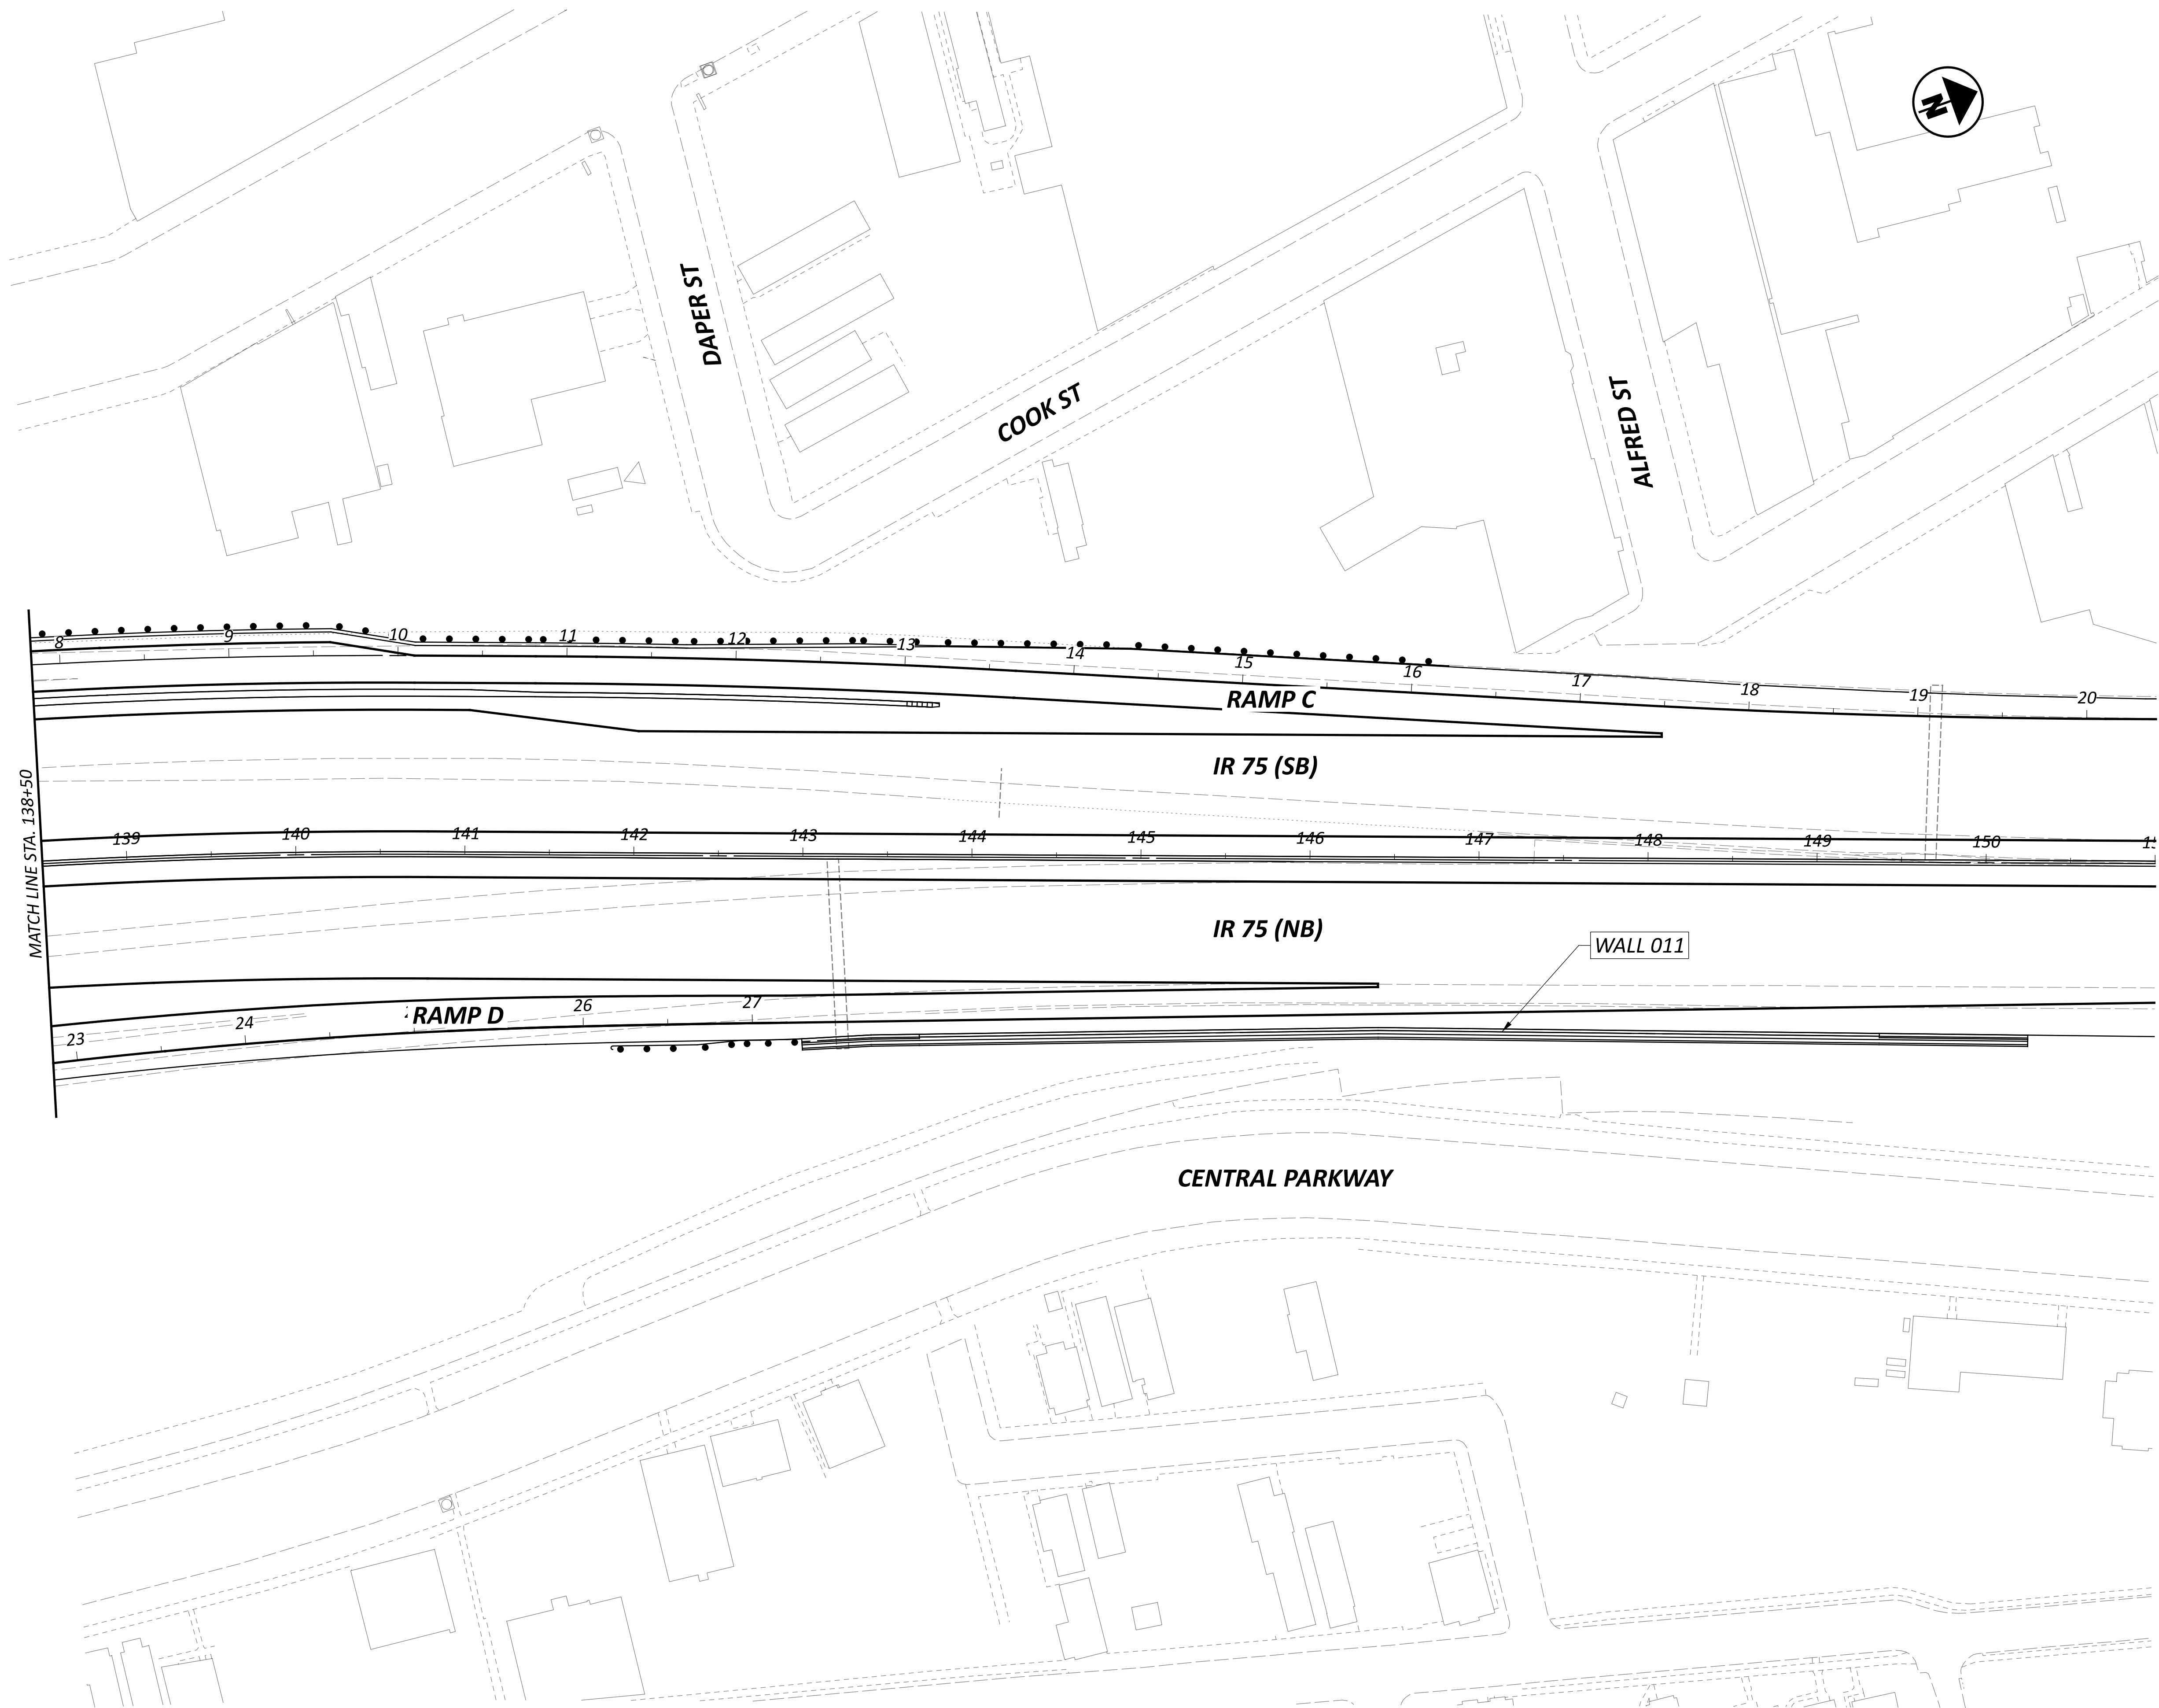 N
DAPER ST
COOK ST
ALFRED ST
8 9 10 11 12 13 14 15 16 17 18 19 20
RAMP C
IR 75 (SB)
MATCH LINE STA. 138+50
139 140 141 142 143 144 145 146 147 148 149 150
IR 75 (NB)
WALL 011
23 24 26 27
RAMP D
CENTRAL PARKWAY